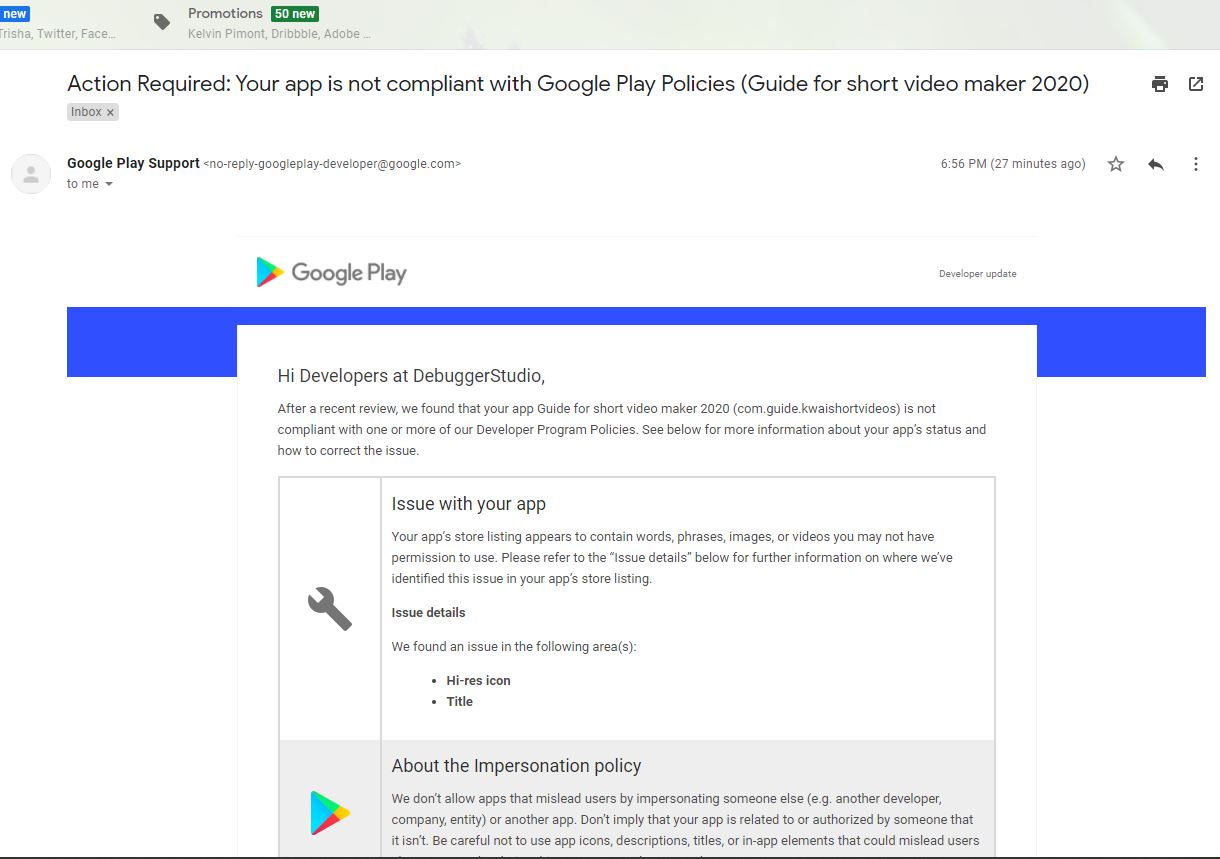 new
Promotions 50 new
Trisha, Twitter, Face...
Kelvin Pimont, Dribbble, Adobe ...
Action Required: Your app is not compliant with Google Play Policies (Guide for short video maker 2020)
Inbox x
Google Play Support <no-reply-googleplay-developer@google.com>
6:56 PM (27 minutes ago)
to me
Google Play
Developer update
Hi Developers at DebuggerStudio,
After a recent review, we found that your app Guide for short video maker 2020 (com.guide.kwaishortvideos) is not
compliant with one or more of our Developer Program Policies. See below for more information about your app's status and
how to correct the issue.
Issue with your app
Your app's store listing appears to contain words, phrases, images, or videos you may not have
permission to use. Please refer to the “Issue details” below for further information on where we've
identified this issue in your app's store listing.
Issue details
We found an issue in the following area(s):
• Hi-res icon
• Title
About the Impersonation policy
We don't allow apps that mislead users by impersonating someone else (e.g. another developer,
company, entity) or another app. Don't imply that your app is related to or authorized by someone that
it isn't. Be careful not to use app icons, descriptions, titles, or in-app elements that could mislead users